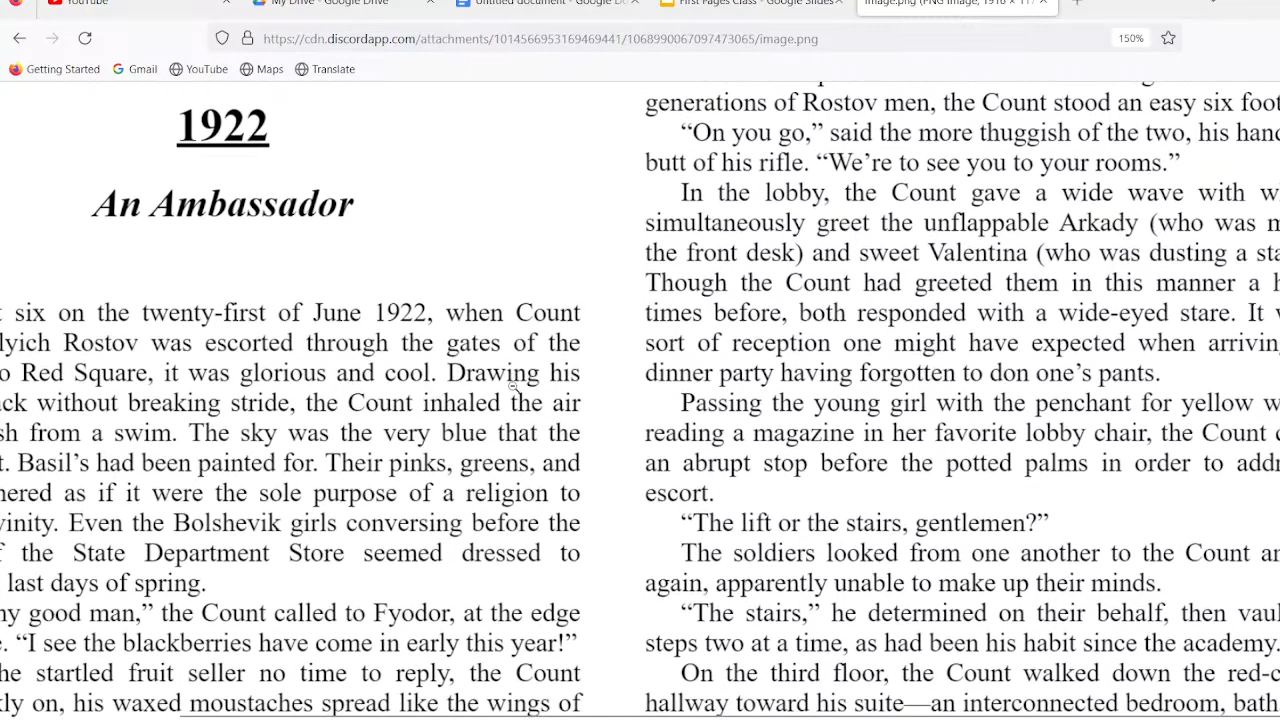 YouTube
My Drive - Google Drive
Untitled document - Google Do
First Pages Class - Google Slides
image.png (PNG Image, 1916 × 11
https://cdn.discordapp.com/attachments/1014566953169469441/1068990067097473065/image.png
150%
Getting Started
Gmail
YouTube
Maps
Translate
1922
An Ambassador
six on the twenty-first of June 1922, when Count
lyich Rostov was escorted through the gates of the
o Red Square, it was glorious and cool. Drawing his
ck without breaking stride, the Count inhaled the air
sh from a swim. The sky was the very blue that the
t. Basil’s had been painted for. Their pinks, greens, and
nered as if it were the sole purpose of a religion to
vinity. Even the Bolshevik girls conversing before the
f the State Department Store seemed dressed to
last days of spring.
ny good man,” the Count called to Fyodor, at the edge
e. “I see the blackberries have come in early this year!”
he startled fruit seller no time to reply, the Count
kly on, his waxed moustaches spread like the wings of
generations of Rostov men, the Count stood an easy six foot
“On you go,” said the more thuggish of the two, his hand
butt of his rifle. “We’re to see you to your rooms.”
In the lobby, the Count gave a wide wave with wh
simultaneously greet the unflappable Arkady (who was m
the front desk) and sweet Valentina (who was dusting a sta
Though the Count had greeted them in this manner a h
times before, both responded with a wide-eyed stare. It w
sort of reception one might have expected when arrivin
dinner party having forgotten to don one’s pants.
Passing the young girl with the penchant for yellow w
reading a magazine in her favorite lobby chair, the Count c
an abrupt stop before the potted palms in order to addr
escort.
“The lift or the stairs, gentlemen?”
The soldiers looked from one another to the Count an
again, apparently unable to make up their minds.
“The stairs,” he determined on their behalf, then vaul
steps two at a time, as had been his habit since the academy.
On the third floor, the Count walked down the red-c
hallway toward his suite—an interconnected bedroom, bath